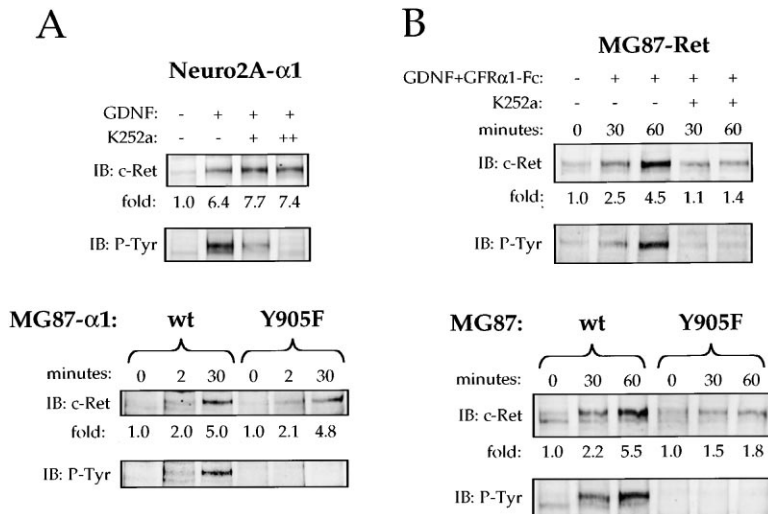 A
Neuro2A-α1
GDNF: - + + +
K252a: - - + ++
IB: c-Ret
fold: 1.0 6.4 7.7 7.4
IB: P-Tyr
MG87-α1: wt Y905F
minutes: 0 2 30 0 2 30
IB: c-Ret
fold: 1.0 2.0 5.0 1.0 2.1 4.8
IB: P-Tyr
B
MG87-Ret
GDNF+GFRα1-Fc: - + + + +
K252a: - - - + +
minutes: 0 30 60 30 60
IB: c-Ret
fold: 1.0 2.5 4.5 1.1 1.4
IB: P-Tyr
MG87: wt Y905F
minutes: 0 30 60 0 30 60
IB: c-Ret
fold: 1.0 2.2 5.5 1.0 1.5 1.8
IB: P-Tyr